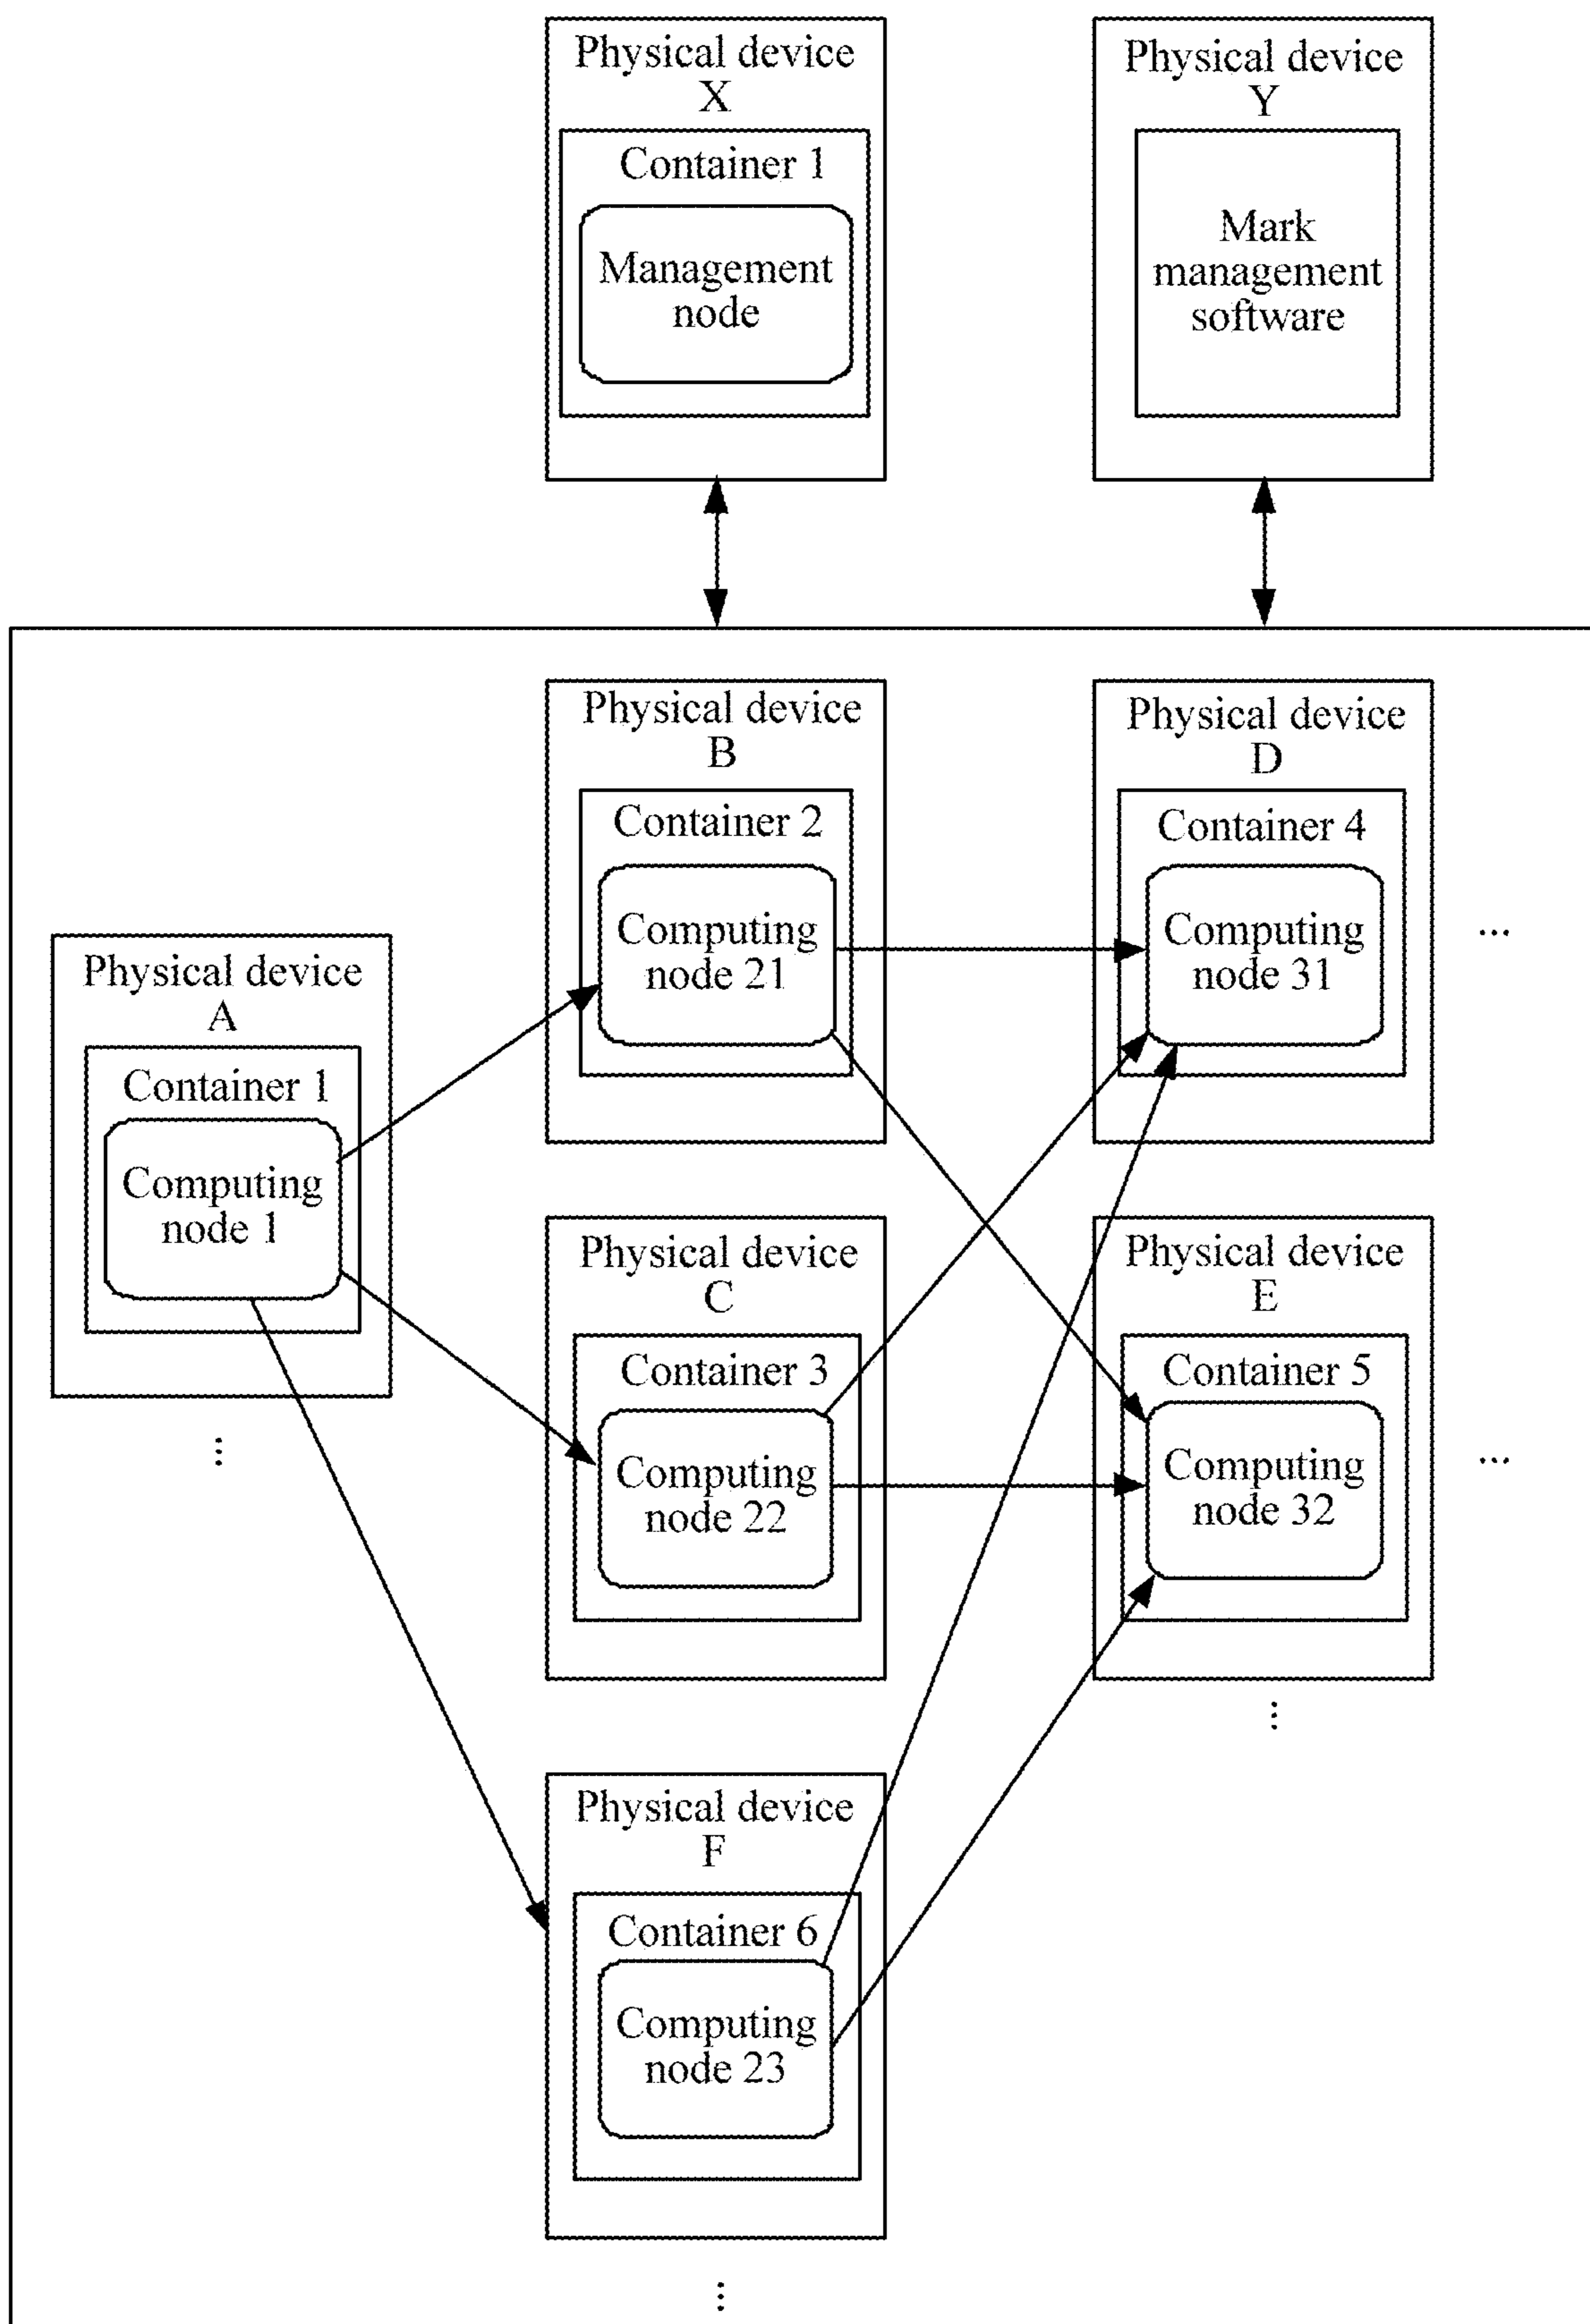 Physical device
X
Container 1
Management
node
Physical device
Y
Mark
management
software
Physical device
A
Container 1
Computing
node 1
...
Physical device
B
Container 2
Computing
node 21
Physical device
C
Container 3
Computing
node 22
Physical device
F
Container 6
Computing
node 23
...
Physical device
D
Container 4
Computing
node 31
...
Physical device
E
Container 5
Computing
node 32
...
...